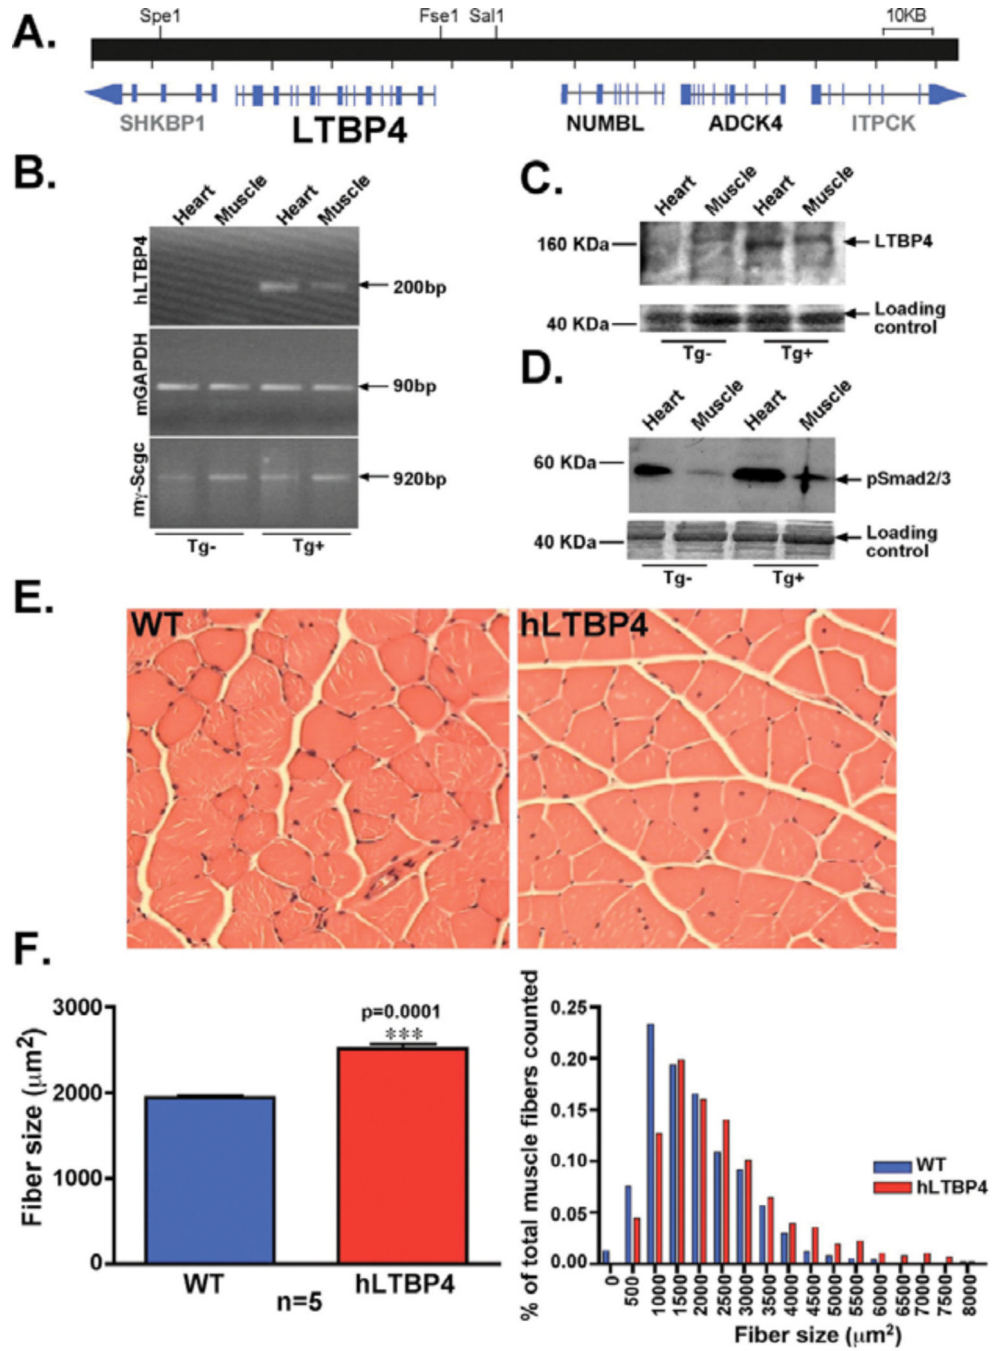 A.
Spe1 Fse1 Sal1 10KB
SHKBP1 LTBP4 NUMBL ADCK4 ITPCK
B.
Heart Muscle Heart Muscle
hLTBP4 200bp
mGAPDH 90bp
mγ-Scgc 920bp
Tg- Tg+
C.
Heart Muscle Heart Muscle
160 KDa LTBP4
40 KDa Loading
control
Tg- Tg+
D.
Heart Muscle Heart Muscle
60 KDa pSmad2/3
40 KDa Loading
control
Tg- Tg+
E.
WT hLTBP4
F.
Fiber size (μm²)
3000
2000
1000
0
p=0.0001
***
WT hLTBP4
n=5
% of total muscle fibers counted
0.25
0.20
0.15
0.10
0.05
0.00
WT
hLTBP4
0 500 1000 1500 2000 2500 3000 3500 4000 4500 5000 5500 6000 6500 7000 7500 8000
Fiber size (μm²)